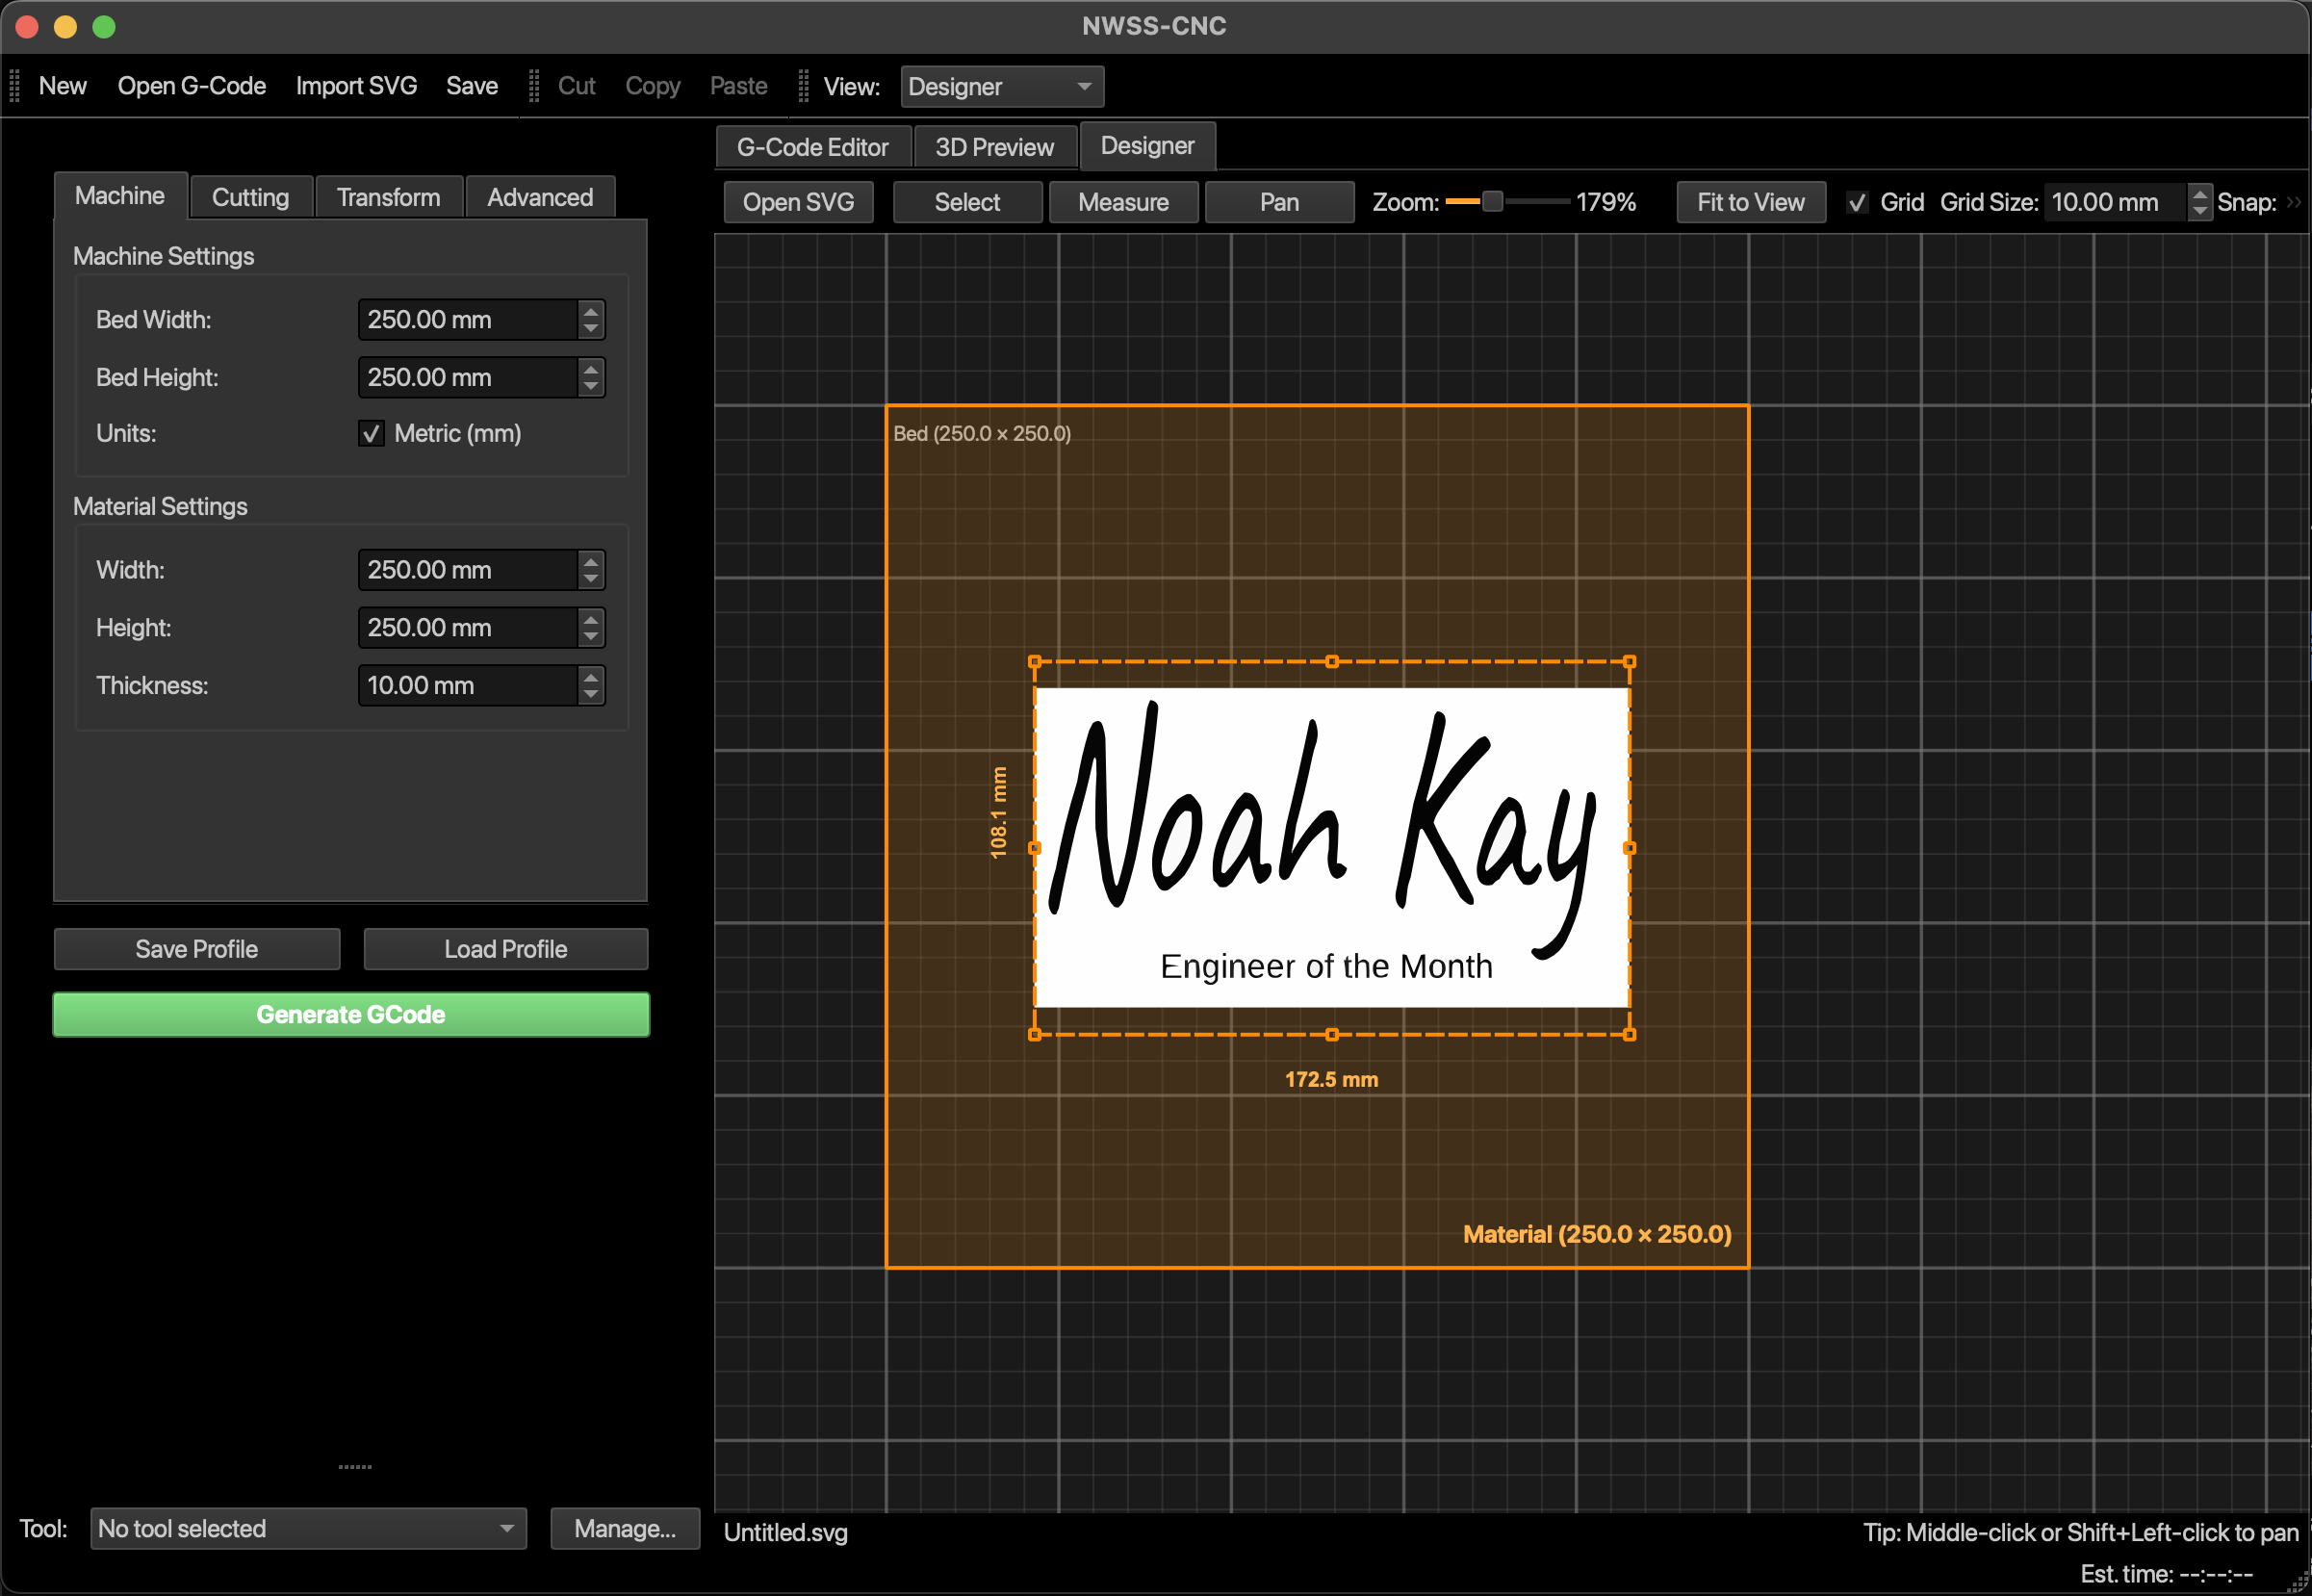 NWSS-CNC
New Open G-Code Import SVG Save Cut Copy Paste View: Designer
Machine Cutting Transform Advanced
Machine Settings
Bed Width: 250.00 mm
Bed Height: 250.00 mm
Units: Metric (mm)
Material Settings
Width: 250.00 mm
Height: 250.00 mm
Thickness: 10.00 mm
Save Profile Load Profile
Generate GCode
Tool: No tool selected Manage...
G-Code Editor 3D Preview Designer
Open SVG Select Measure Pan Zoom: 179% Fit to View Grid Grid Size: 10.00 mm Snap:
Bed (250.0 × 250.0)
108.1 mm
Noah Kay
Engineer of the Month
172.5 mm
Material (250.0 × 250.0)
Untitled.svg Tip: Middle-click or Shift+Left-click to pan
Est. time: --:--:--